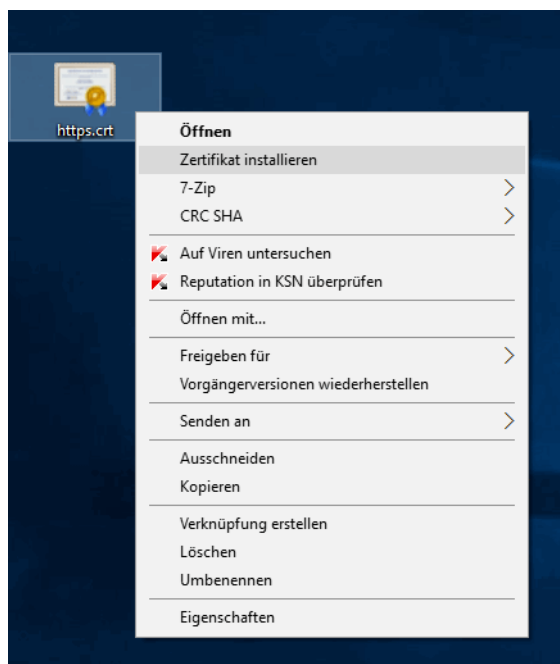 https.crt
Öffnen
Zertifikat installieren
7-Zip
CRC SHA
Auf Viren untersuchen
Reputation in KSN überprüfen
Öffnen mit...
Freigeben für
Vorgängerversionen wiederherstellen
Senden an
Ausschneiden
Kopieren
Verknüpfung erstellen
Löschen
Umbenennen
Eigenschaften